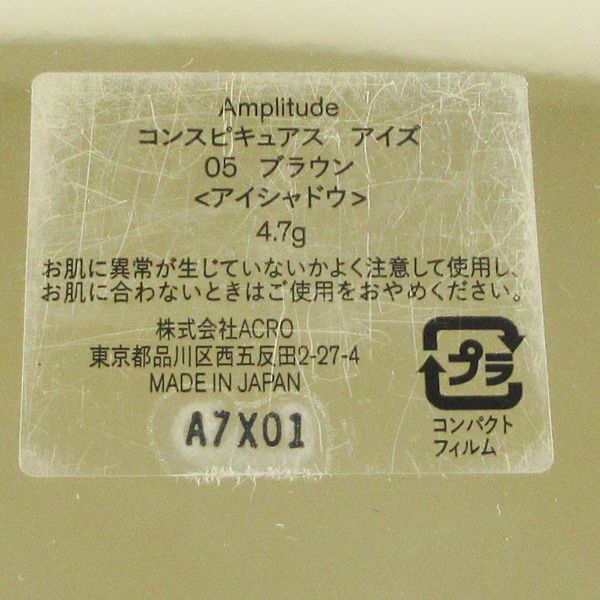 Amplitude
コンスピキュアス アイズ
05 ブラウン
<アイシャドウ>
4.7g
お肌に異常が生じていないかよく注意して使用し、
お肌に合わないときはご使用をおやめください。
株式会社ACRO
東京都品川区西五反田2-27-4
MADE IN JAPAN
A7X01
プラ
コンパクト
フィルム